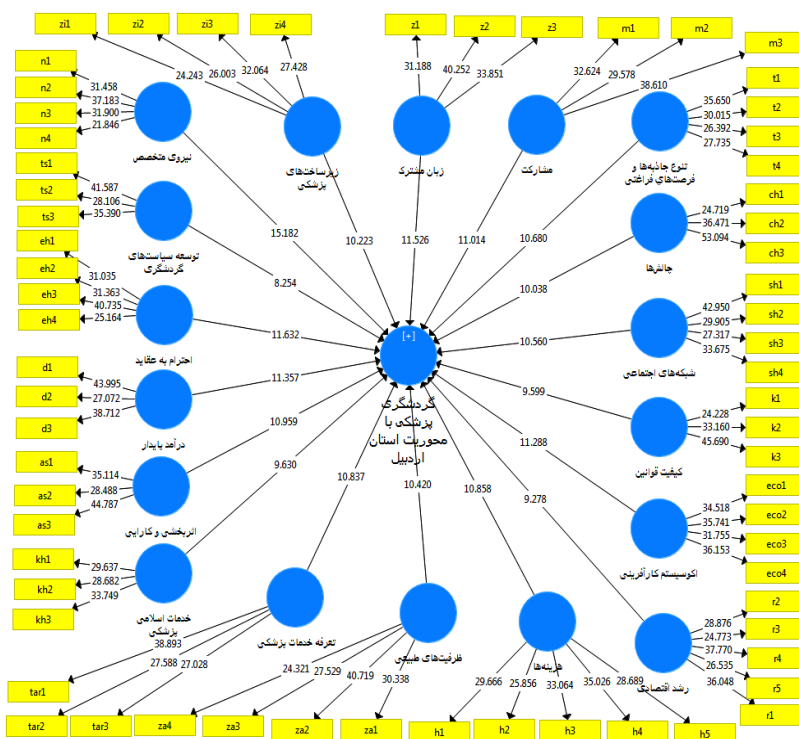 zi1
zi2
zi3
zi4
z1
z2
z3
m1
m2
m3
24.243
26.003
32.064
27.428
31.188
40.252
33.851
32.624
29.578
38.610
n1
n2
n3
n4
31.458
37.183
31.900
21.846
نیروی متخصص
زیرساخت‌های
پزشکی
زبان مشترک
مشارکت
تنوع جاذبه‌ها و
فرصت‌های فراغتی
35.650
30.015
26.392
27.735
t1
t2
t3
t4
ts1
ts2
ts3
41.587
28.106
35.390
توسعه سیاست‌های
گردشگری
15.182
10.223
11.526
11.014
10.680
چالش‌ها
24.719
36.471
53.094
ch1
ch2
ch3
8.254
10.038
eh1
eh2
eh3
eh4
31.035
31.363
40.735
25.164
احترام به عقاید
11.632
10.560
شبکه‌های اجتماعی
42.950
29.905
27.317
33.675
sh1
sh2
sh3
sh4
[+]
گردشگری
پزشکی با
محوریت استان
اردبیل
d1
d2
d3
43.995
27.072
38.712
درآمد پایدار
11.357
9.599
کیفیت قوانین
24.228
33.160
45.690
k1
k2
k3
as1
as2
as3
35.114
28.488
44.787
اثربخشی و کارایی
10.959
11.288
اکوسیستم کارآفرینی
34.518
35.741
31.755
36.153
eco1
eco2
eco3
eco4
kh1
kh2
kh3
29.637
28.682
33.749
خدمات اسلامی
پزشکی
9.630
10.837
10.420
10.858
9.278
تعرفه خدمات پزشکی
ظرفیت‌های طبیعی
هزینه‌ها
رشد اقتصادی
28.876
24.773
37.770
26.535
36.048
r2
r3
r4
r5
r1
38.893
27.588
27.028
24.321
27.529
40.719
30.338
29.666
25.856
33.064
35.026
28.689
tar1
tar2
tar3
za4
za3
za2
za1
h1
h2
h3
h4
h5